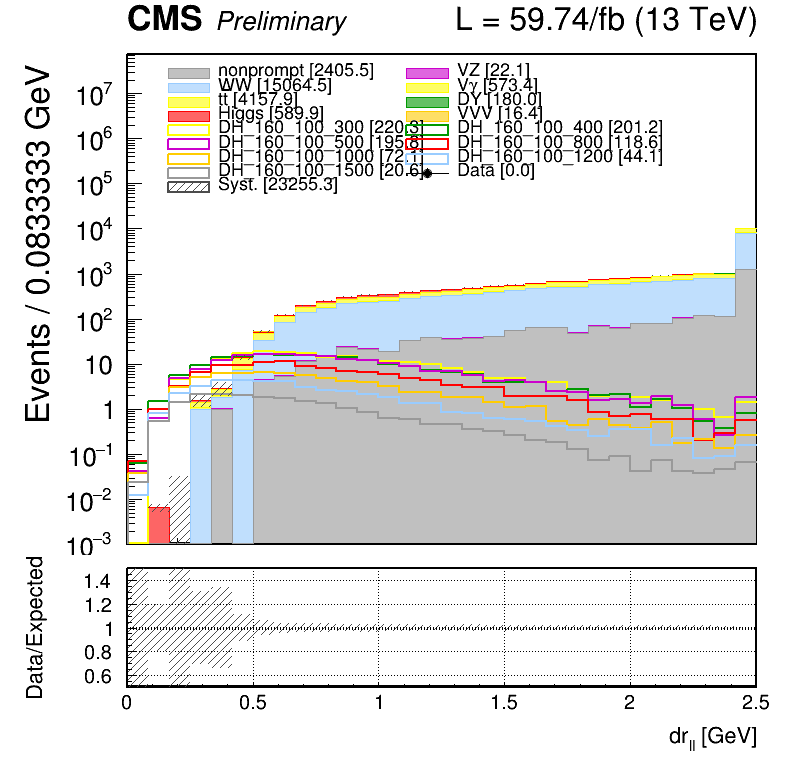 CMS Preliminary L = 59.74/fb (13 TeV)
Events / 0.0833333 GeV
nonprompt [2405.5] VZ [22.1]
WW [15064.5] Vγ [573.4]
tt [4157.9] DY [180.0]
Higgs [589.9] VVV [16.4]
DH_160_100_300 [220.3] DH_160_100_400 [201.2]
DH_160_100_500 [195.8] DH_160_100_800 [118.6]
DH_160_100_1000 [72.1] DH_160_100_1200 [44.1]
DH_160_100_1500 [20.6] Data [0.0]
Syst. [23255.3]
10⁷
10⁶
10⁵
10⁴
10³
10²
10
1
10⁻¹
10⁻²
10⁻³
Data/Expected
1.4
1.2
1
0.8
0.6
0 0.5 1 1.5 2 2.5
dr_ll [GeV]